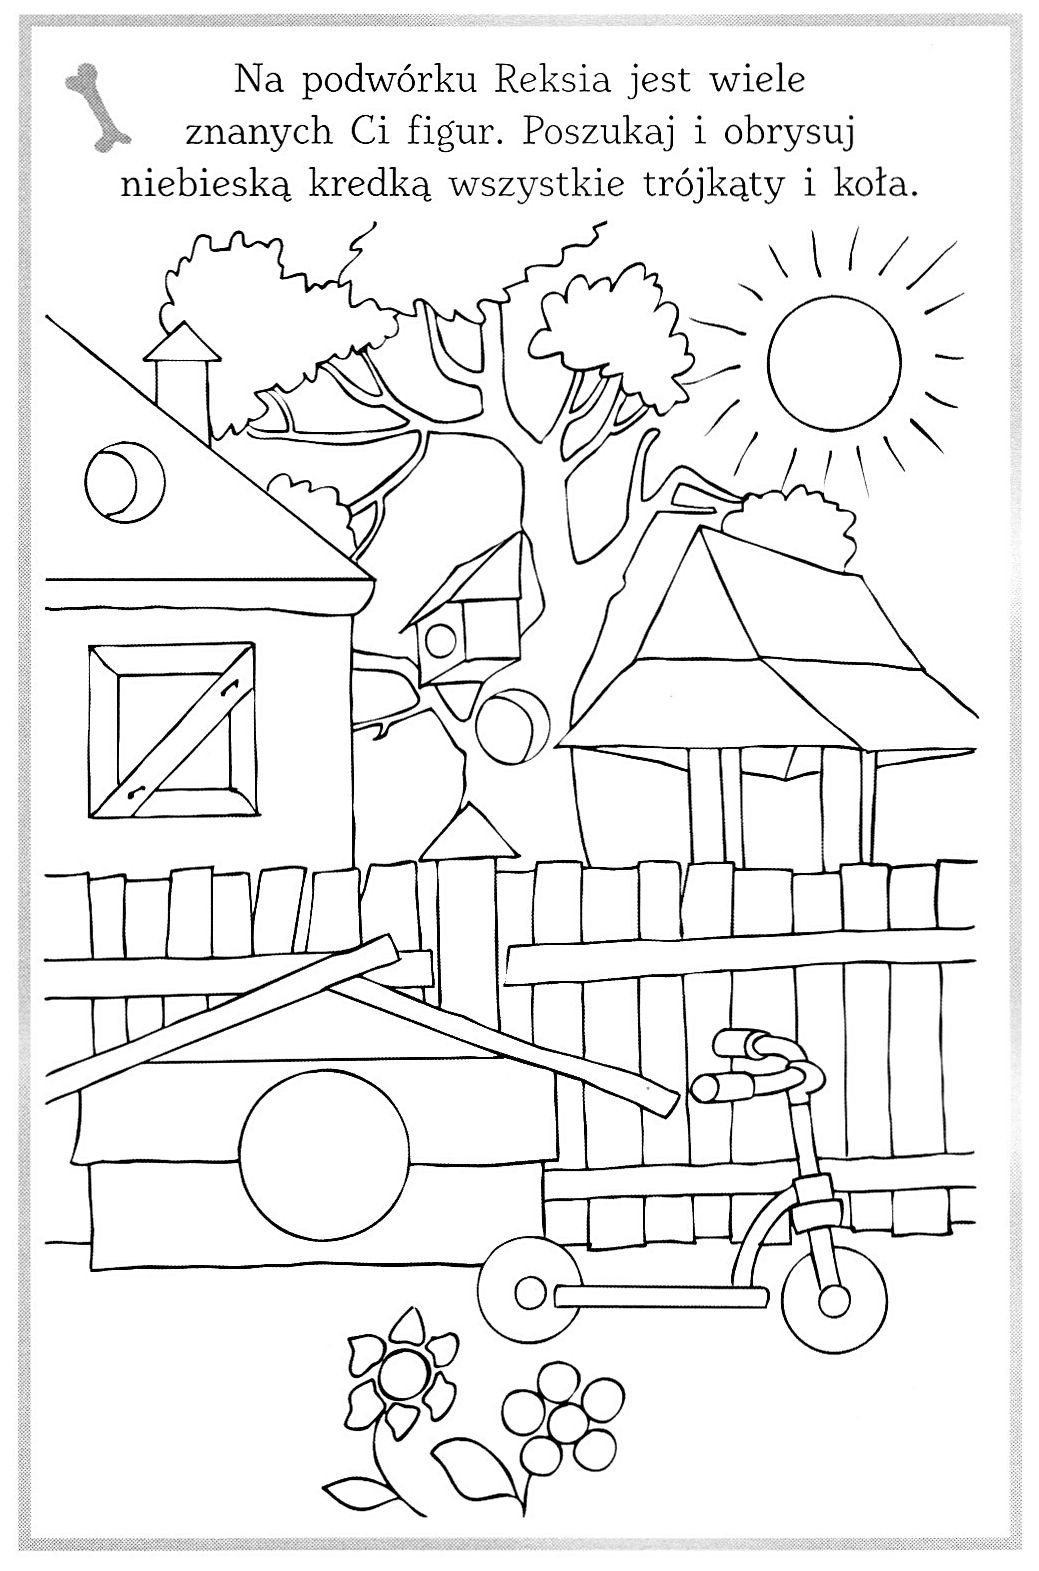 Na podwórku Reksia jest wiele
znanych Ci figur. Poszukaj i obrysuj
niebieską kredką wszystkie trójkąty i koła.